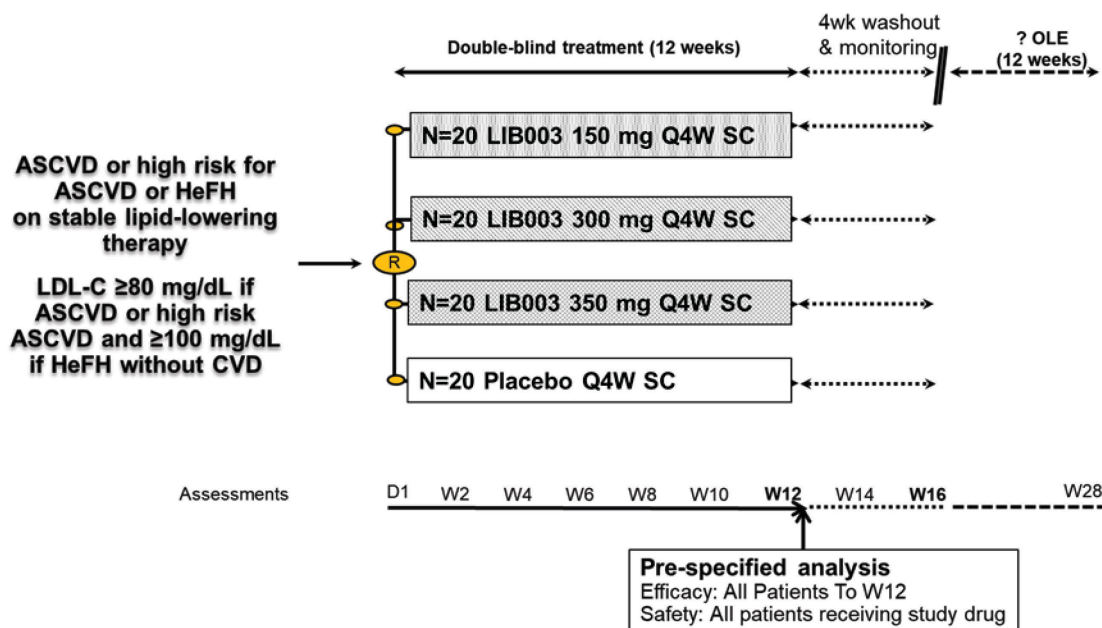 4wk washout
& monitoring
Double-blind treatment (12 weeks)
? OLE
(12 weeks)
N=20 LIB003 150 mg Q4W SC
ASCVD or high risk for
ASCVD or HeFH
on stable lipid-lowering
therapy
LDL-C ≥80 mg/dL if
ASCVD or high risk
ASCVD and ≥100 mg/dL
if HeFH without CVD
N=20 LIB003 300 mg Q4W SC
R
N=20 LIB003 350 mg Q4W SC
N=20 Placebo Q4W SC
Assessments D1 W2 W4 W6 W8 W10 W12 W14 W16 W28
Pre-specified analysis
Efficacy: All Patients To W12
Safety: All patients receiving study drug